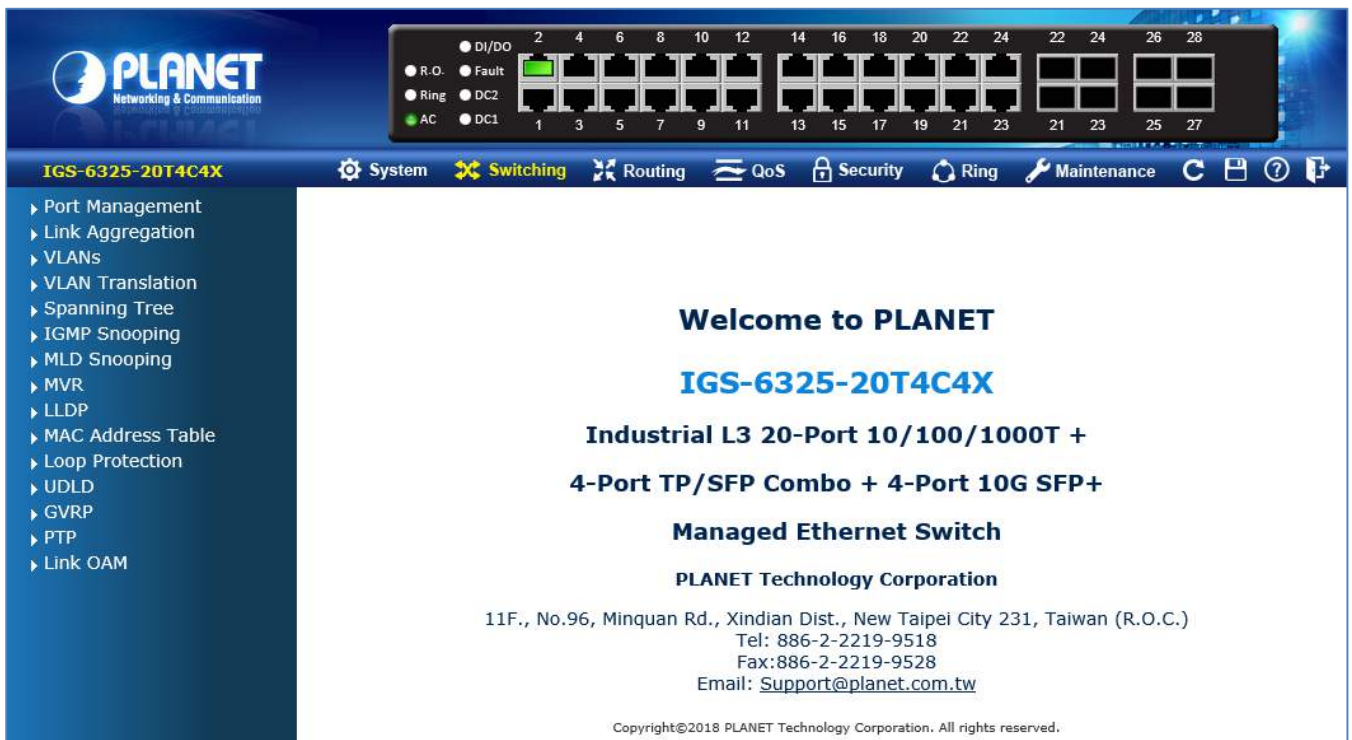 PLANET
Networking & Communication
DI/DO
R.O. Fault
Ring DC2
AC DC1
2 4 6 8 10 12 14 16 18 20 22 24 22 24 26 28
1 3 5 7 9 11 13 15 17 19 21 23 21 23 25 27
IGS-6325-20T4C4X
System Switching Routing QoS Security Ring Maintenance
Port Management
Link Aggregation
VLANs
VLAN Translation
Spanning Tree
IGMP Snooping
MLD Snooping
MVR
LLDP
MAC Address Table
Loop Protection
UDLD
GVRP
PTP
Link OAM
Welcome to PLANET
IGS-6325-20T4C4X
Industrial L3 20-Port 10/100/1000T +
4-Port TP/SFP Combo + 4-Port 10G SFP+
Managed Ethernet Switch
PLANET Technology Corporation
11F., No.96, Minquan Rd., Xindian Dist., New Taipei City 231, Taiwan (R.O.C.)
Tel: 886-2-2219-9518
Fax:886-2-2219-9528
Email: Support@planet.com.tw
Copyright©2018 PLANET Technology Corporation. All rights reserved.